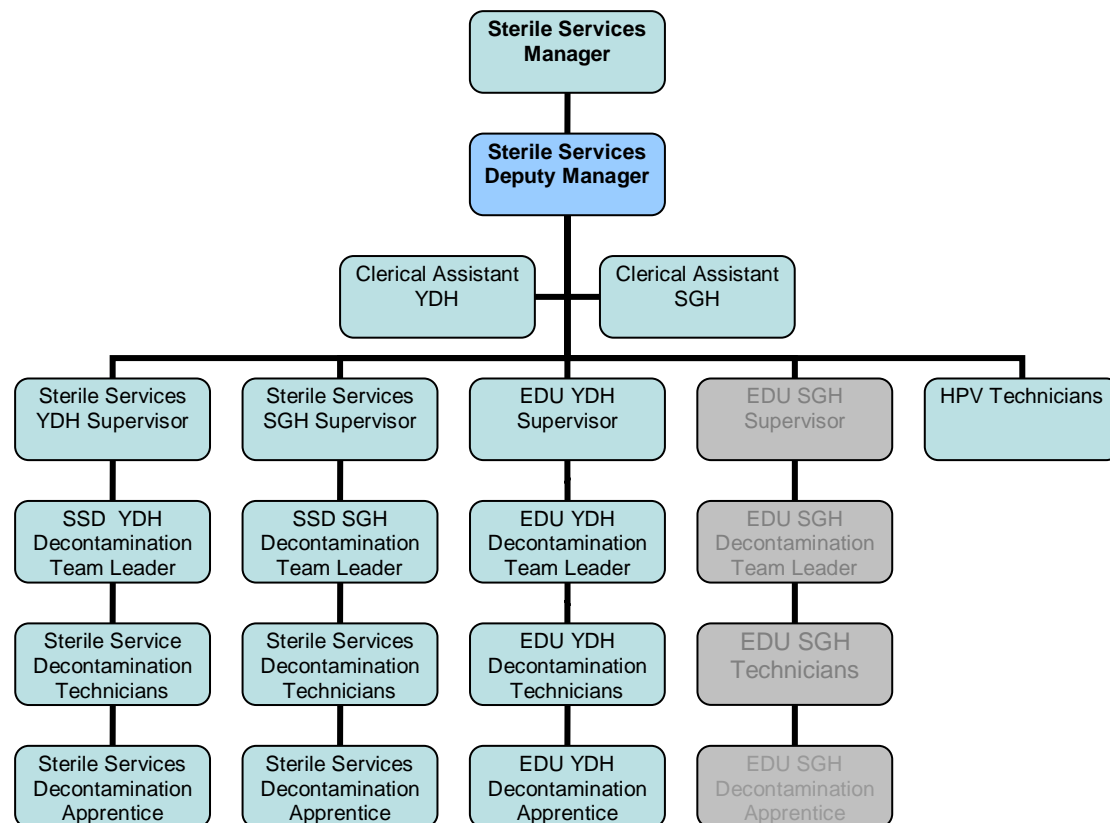 Sterile Services
Manager
Sterile Services
Deputy Manager
Clerical Assistant
YDH
Clerical Assistant
SGH
Sterile Services
YDH Supervisor
Sterile Services
SGH Supervisor
EDU YDH
Supervisor
EDU SGH
Supervisor
HPV Technicians
SSD YDH
Decontamination
Team Leader
SSD SGH
Decontamination
Team Leader
EDU YDH
Decontamination
Team Leader
EDU SGH
Decontamination
Team Leader
Sterile Service
Decontamination
Technicians
Sterile Services
Decontamination
Technicians
EDU YDH
Decontamination
Technicians
EDU SGH
Technicians
Sterile Services
Decontamination
Apprentice
Sterile Services
Decontamination
Apprentice
EDU YDH
Decontamination
Apprentice
EDU SGH
Decontamination
Apprentice